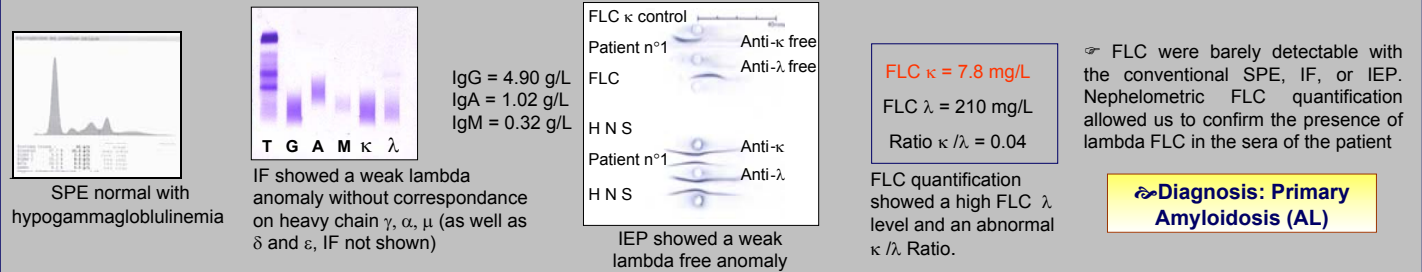 SPE normal with
hypogammagloblulinemia
T G A M κ λ
IF showed a weak lambda
anomaly without correspondance
on heavy chain γ, α, μ (as well as
δ and ε, IF not shown)
IgG = 4.90 g/L
IgA = 1.02 g/L
IgM = 0.32 g/L
FLC κ control
Patient n°1
Anti-κ free
Anti-λ free
FLC
H N S
Patient n°1
Anti-κ
Anti-λ
H N S
IEP showed a weak
lambda free anomaly
FLC κ = 7.8 mg/L
FLC λ = 210 mg/L
Ratio κ /λ = 0.04
FLC quantification
showed a high FLC λ
level and an abnormal
κ /λ Ratio.
☞ FLC were barely detectable with
the conventional SPE, IF, or IEP.
Nephelometric FLC quantification
allowed us to confirm the presence of
lambda FLC in the sera of the patient
Diagnosis: Primary
Amyloidosis (AL)